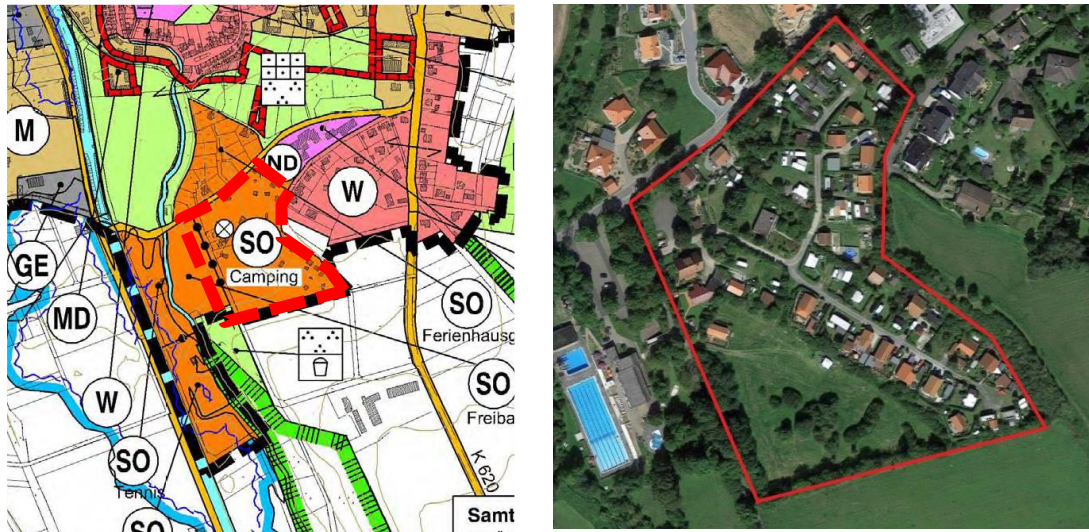 M
ND
W
SO
Camping
GE
SO
MD
Ferienhausg
SO
Freiba
W
SO
Tennis
K 620
SO
Samt